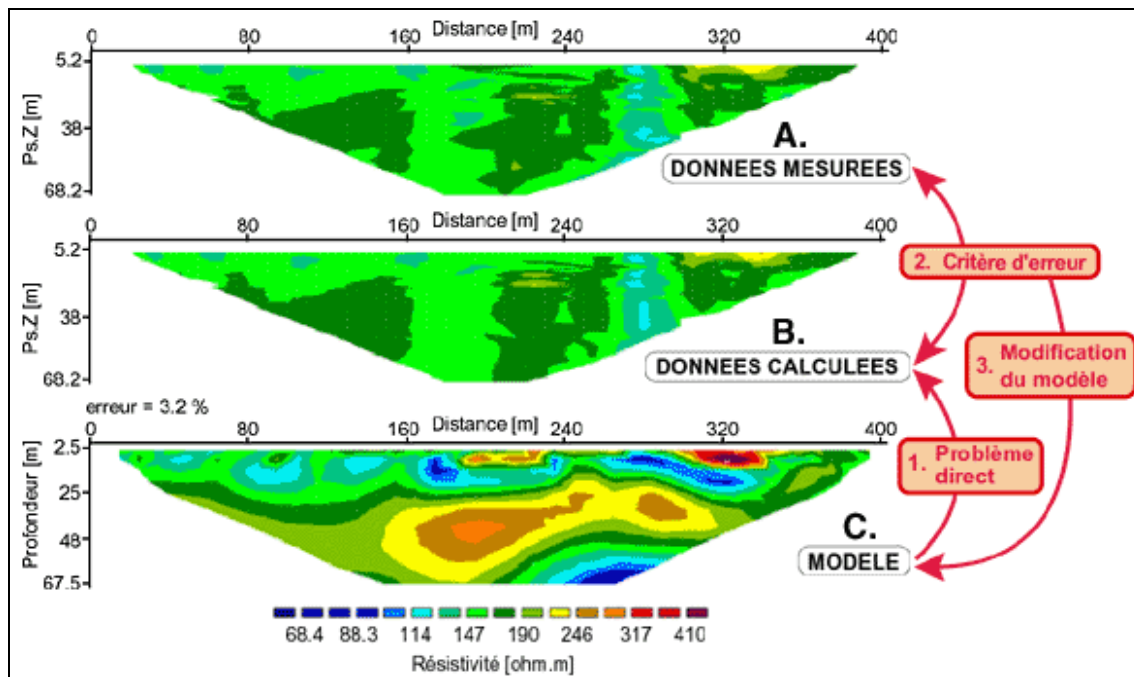 0 80 160 Distance [m] 240 320 400
5.2
38
68.2
Ps.Z [m]
A.
DONNEES MESUREES
0 80 160 Distance [m] 240 320 400
5.2
38
68.2
Ps.Z [m]
B.
DONNEES CALCULEES
2. Critère d'erreur
3. Modification
du modèle
1. Problème
direct
erreur = 3.2 %
0 80 160 Distance [m] 240 320 400
2.5
25
48
67.5
Profondeur [m]
C.
MODELE
68.4 88.3 114 147 190 246 317 410
Résistivité [ohm.m]